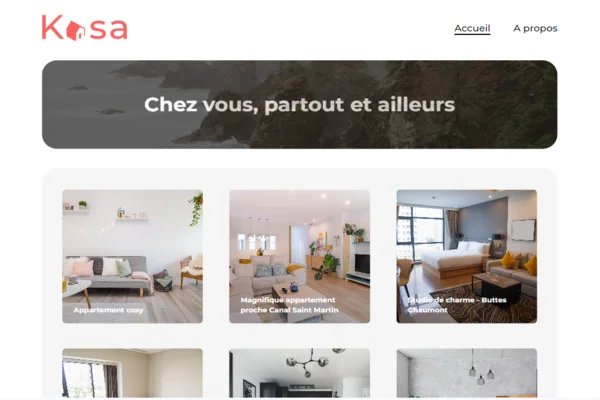 Kasa
Accueil
A propos
Chez vous, partout et ailleurs
Appartement cosy
Magnifique appartement
proche Canal Saint Martin
Studio de charme - Buttes
Chaumont